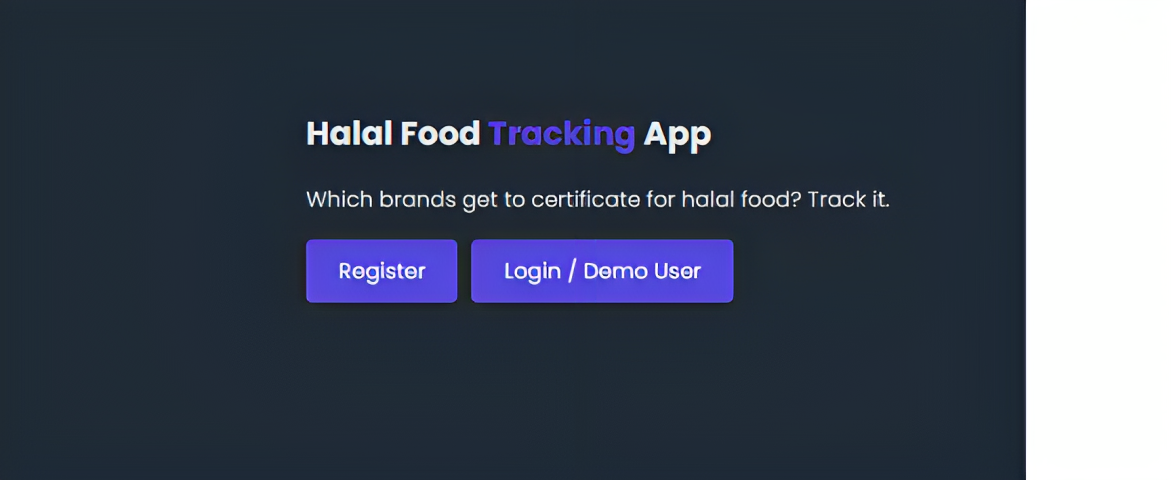 Halal Food Tracking App
Which brands get to certificate for halal food? Track it.
Register
Login / Demo User